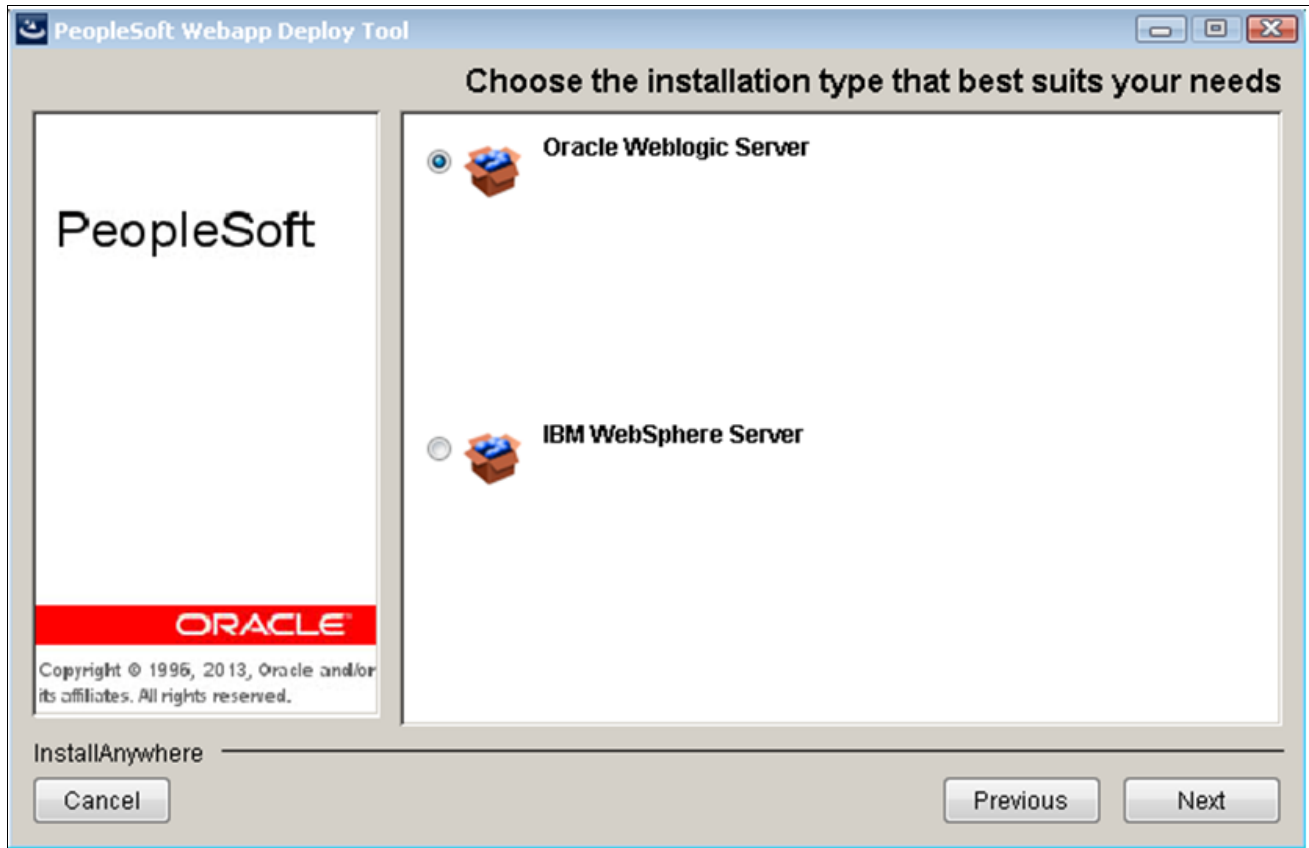 PeopleSoft Webapp Deploy Tool
Choose the installation type that best suits your needs
PeopleSoft
ORACLE
Copyright © 1996, 2013, Oracle and/or
its affiliates. All rights reserved.
Oracle Weblogic Server
IBM WebSphere Server
InstallAnywhere
Cancel
Previous
Next